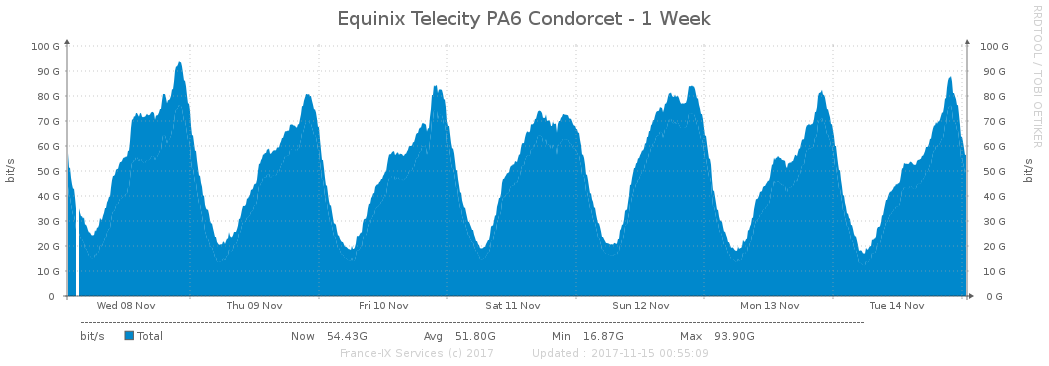 Equinix Telecity PA6 Condorcet - 1 Week
RRDTOOL / TOBI OETIKER
bit/s
100 G
90 G
80 G
70 G
60 G
50 G
40 G
30 G
20 G
10 G
0
100 G
90 G
80 G
70 G
60 G
50 G
40 G
30 G
20 G
10 G
0 G
bit/s
Wed 08 Nov Thu 09 Nov Fri 10 Nov Sat 11 Nov Sun 12 Nov Mon 13 Nov Tue 14 Nov
bit/s Total Now 54.43G Avg 51.80G Min 16.87G Max 93.90G
France-IX Services (c) 2017 Updated : 2017-11-15 00:55:09